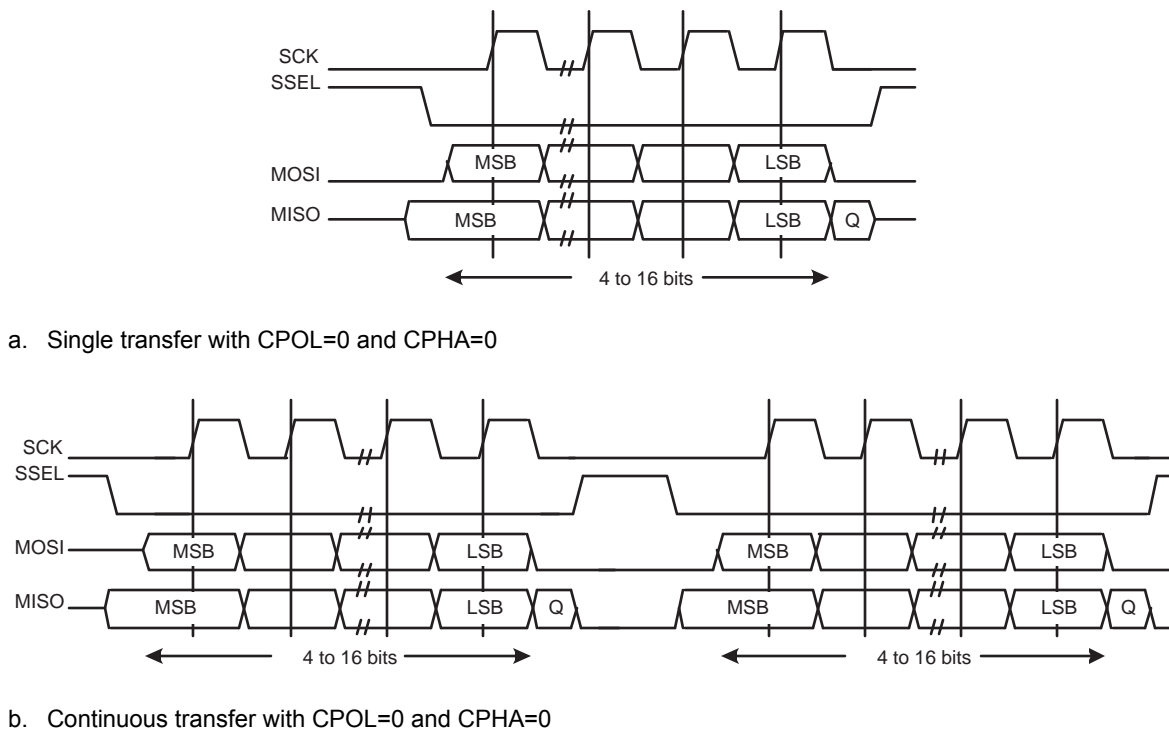 SCK
SSEL
MSB LSB
MOSI
MISO MSB LSB Q
4 to 16 bits
a. Single transfer with CPOL=0 and CPHA=0
SCK
SSEL
MOSI MSB LSB MSB LSB
MISO MSB LSB Q MSB LSB Q
4 to 16 bits 4 to 16 bits
b. Continuous transfer with CPOL=0 and CPHA=0